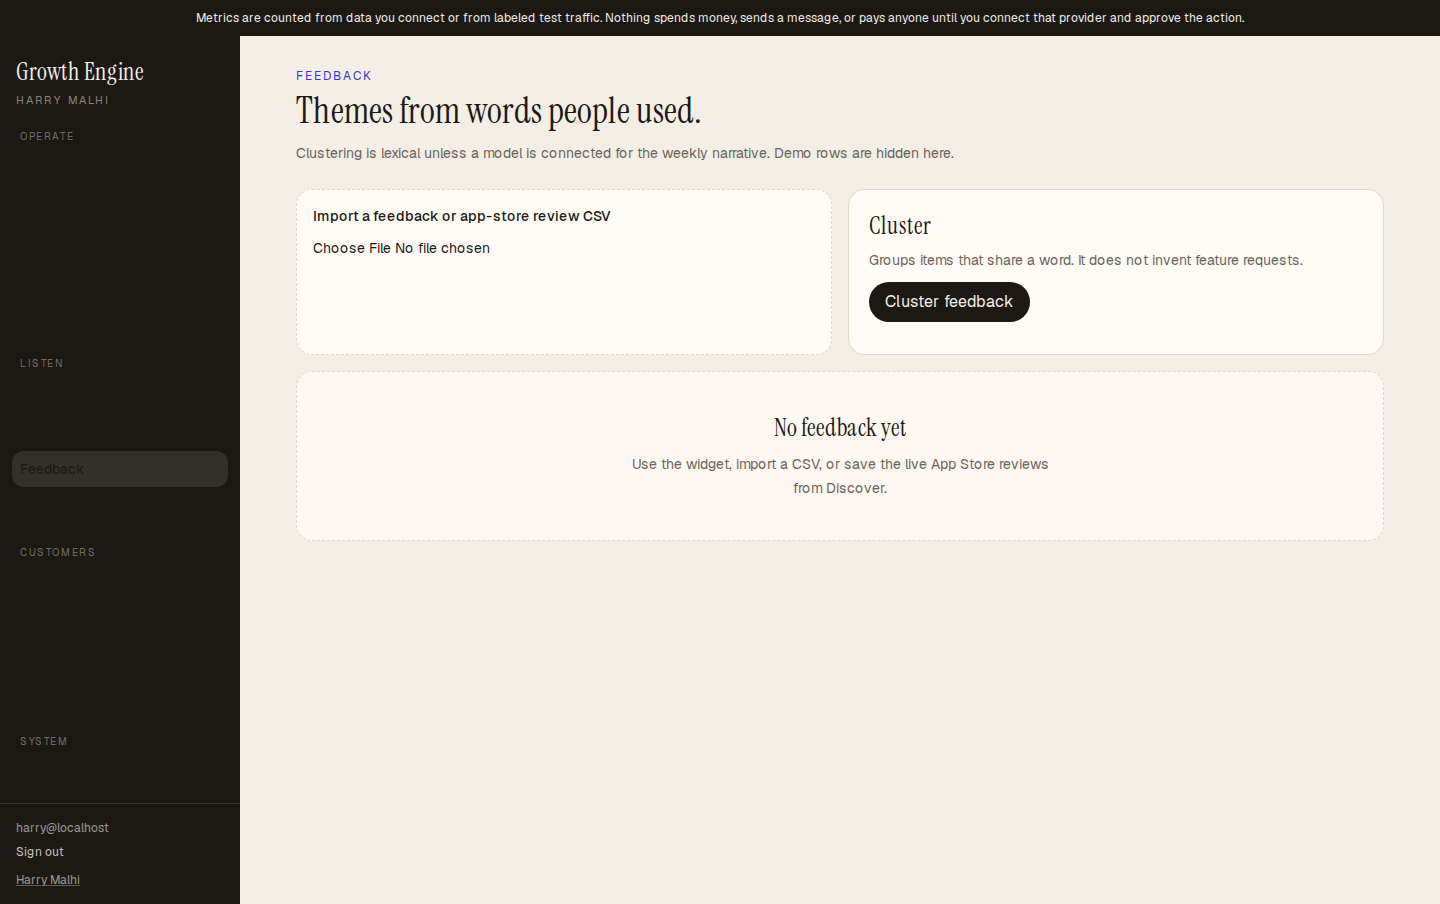 Metrics are counted from data you connect or from labeled test traffic. Nothing spends money, sends a message, or pays anyone until you connect that provider and approve the action.
Growth Engine
HARRY MALHI
OPERATE
LISTEN
Feedback
CUSTOMERS
SYSTEM
harry@localhost
Sign out
Harry Malhi
FEEDBACK
Themes from words people used.
Clustering is lexical unless a model is connected for the weekly narrative. Demo rows are hidden here.
Import a feedback or app-store review CSV
Choose File No file chosen
Cluster
Groups items that share a word. It does not invent feature requests.
Cluster feedback
No feedback yet
Use the widget, import a CSV, or save the live App Store reviews
from Discover.